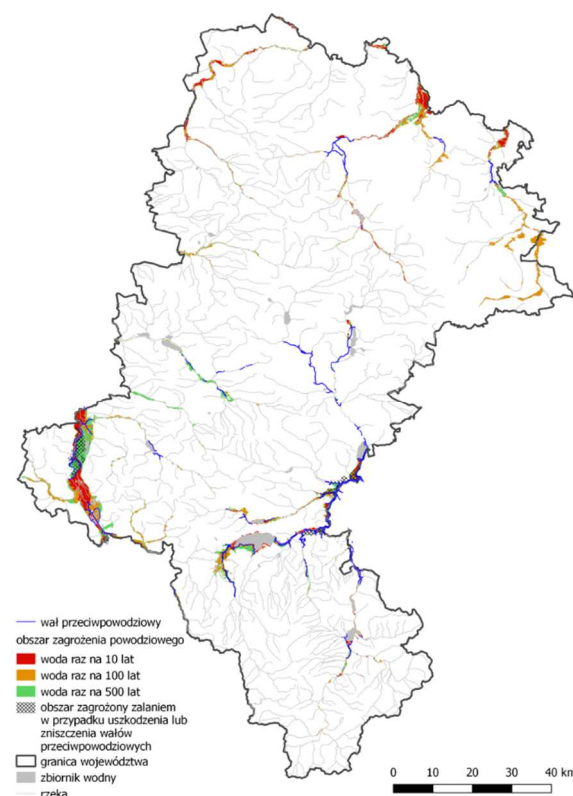 wał przeciwpowodziowy
obszar zagrożenia powodziowego
woda raz na 10 lat
woda raz na 100 lat
woda raz na 500 lat
obszar zagrożony zalaniem
w przypadku uszkodzenia lub
zniszczenia wałów
przeciwpowodziowych
granica województwa
zbiornik wodny
rzeka
0 10 20 30 40 km